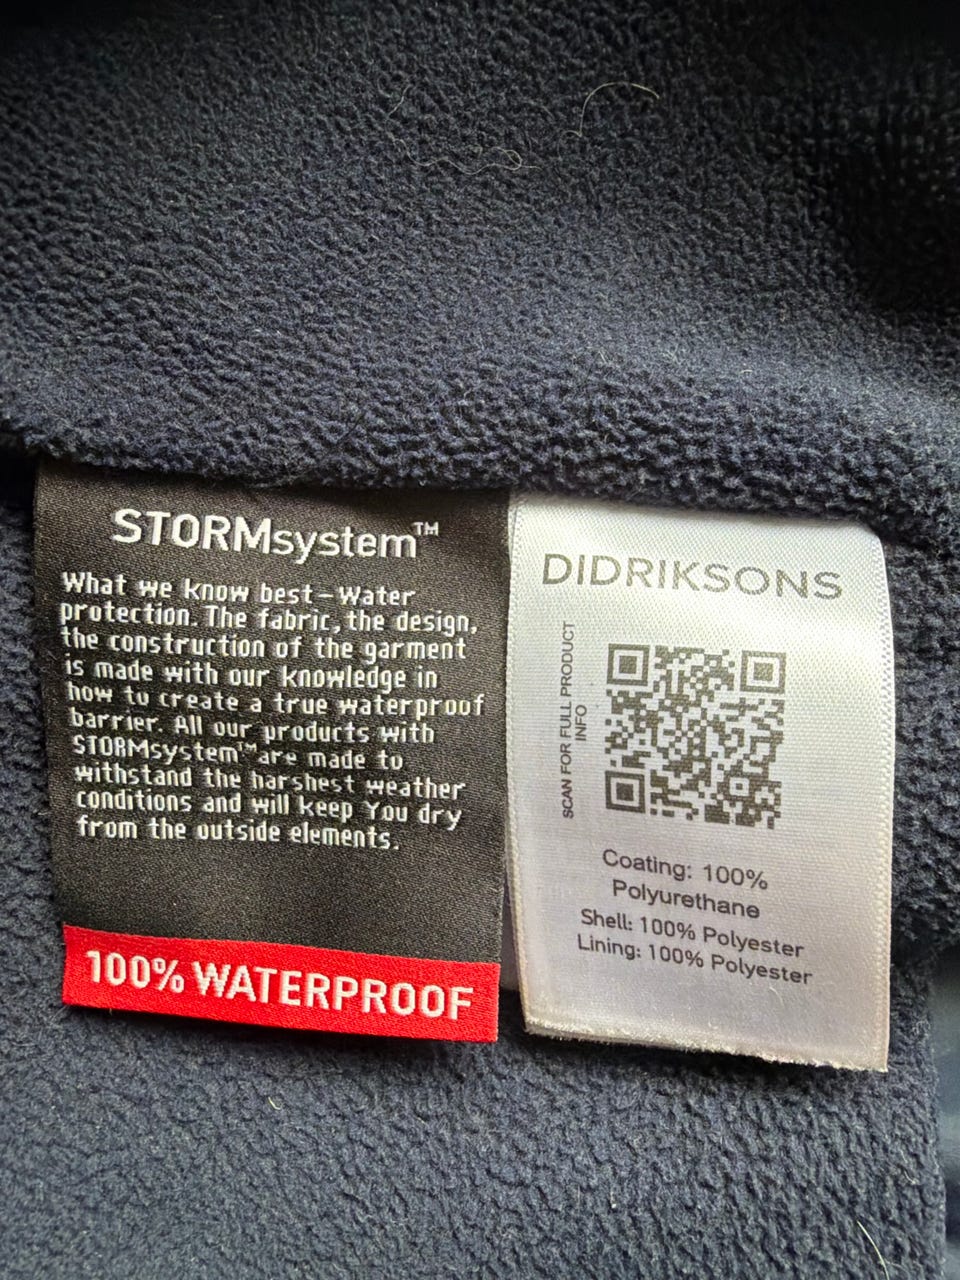 STORMsystem™
What we know best – Water
protection. The fabric, the design,
the construction of the garment
is made with our knowledge in
how to create a true waterproof
barrier. All our products with
STORMsystem™ are made to
withstand the harshest weather
conditions and will keep You dry
from the outside elements.
100% WATERPROOF
DIDRIKSONS
SCAN FOR FULL PRODUCT
INFO
Coating: 100%
Polyurethane
Shell: 100% Polyester
Lining: 100% Polyester